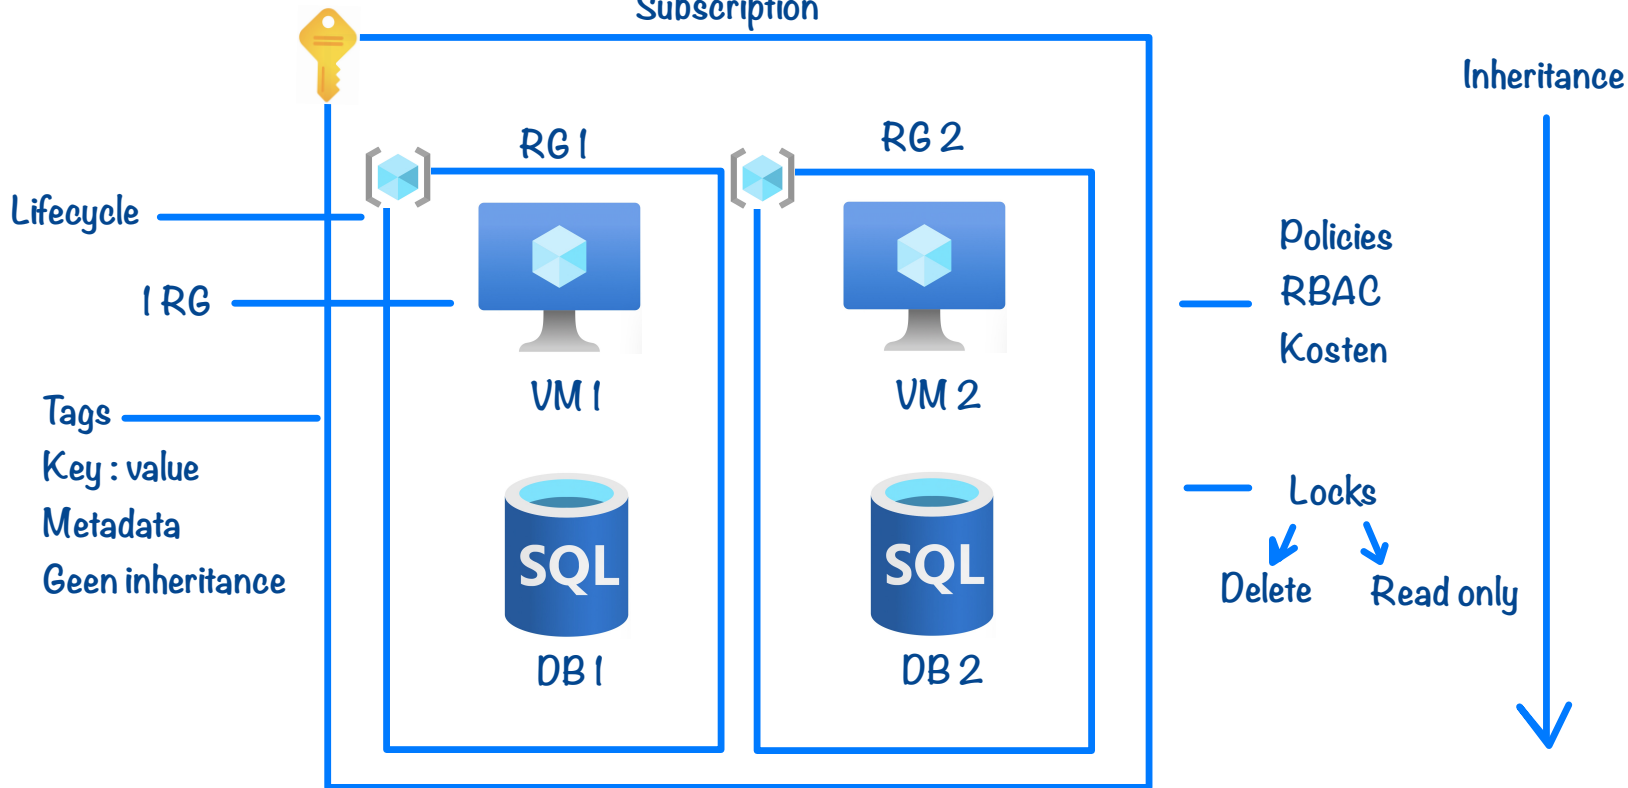 Subscription
Inheritance
RG 1
RG 2
Lifecycle
1 RG
Policies
RBAC
Kosten
VM 1
VM 2
Tags
Key : value
Metadata
Geen inheritance
Locks
Delete
Read only
SQL
SQL
DB 1
DB 2